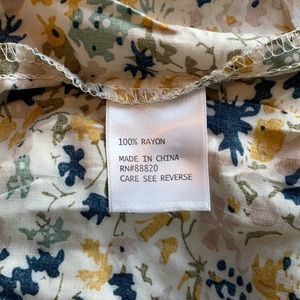 100% RAYON
MADE IN CHINA
RN#88820
CARE SEE REVERSE